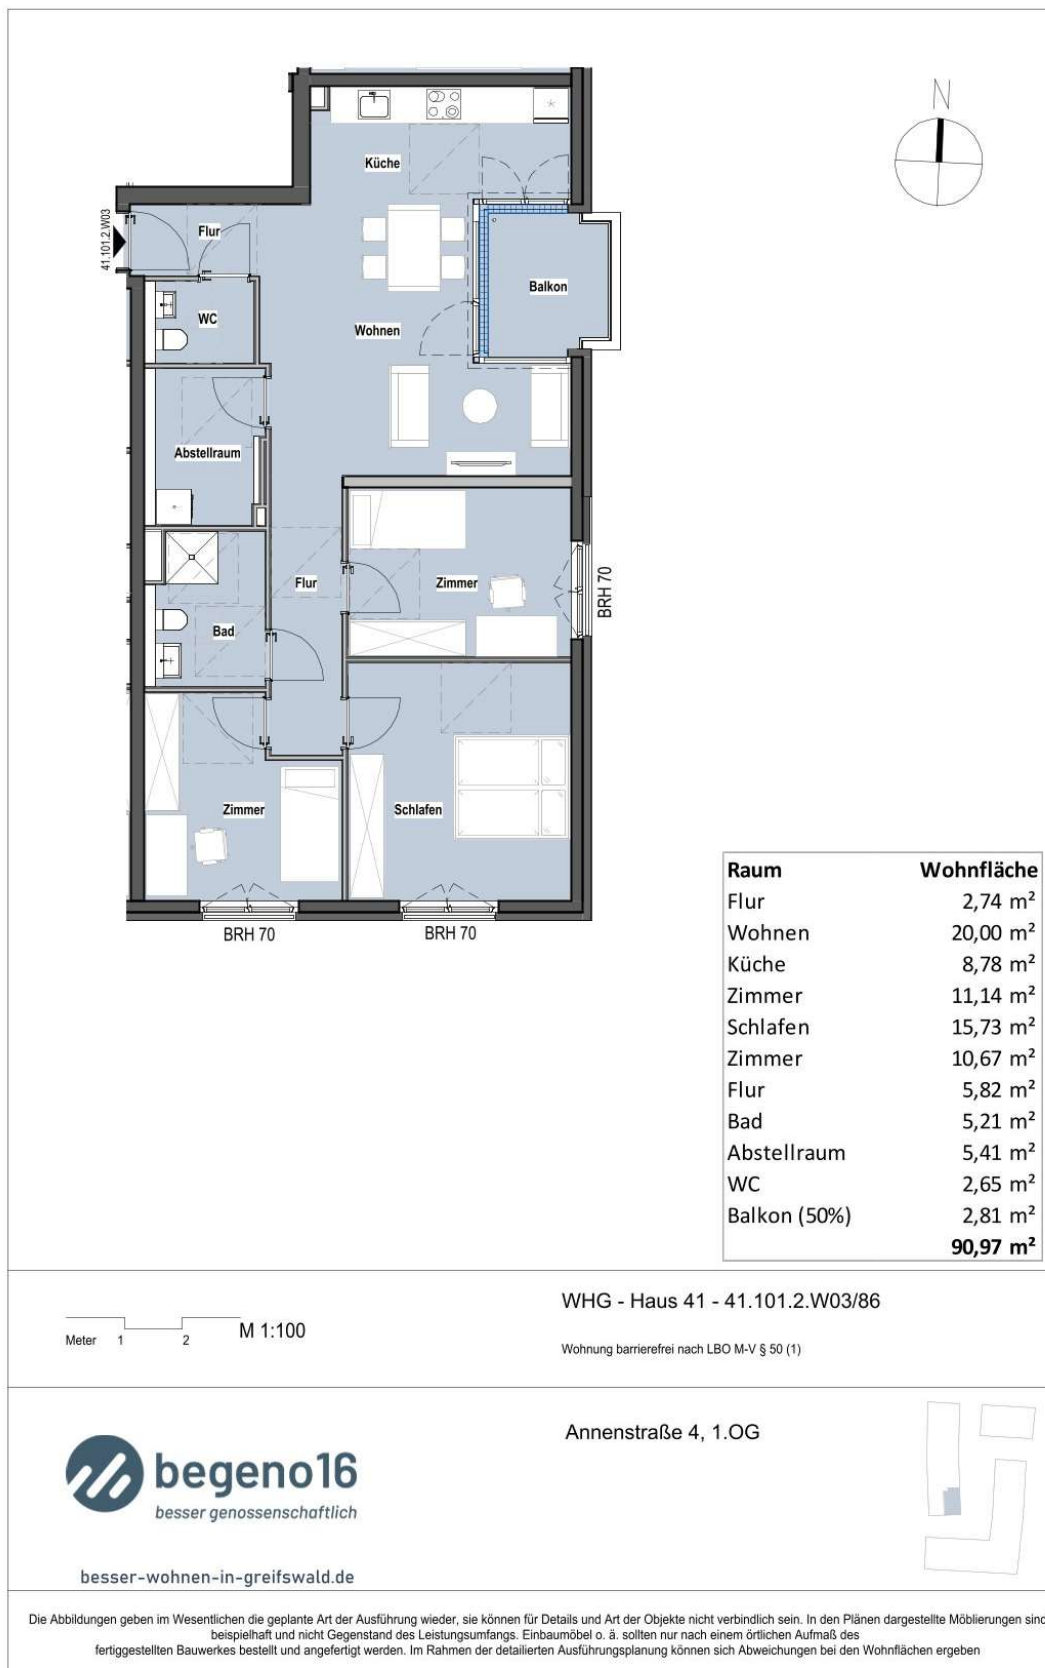 N
Küche
41.101.2.W03
Flur
Balkon
WC
Wohnen
Abstellraum
Flur
Zimmer
BRH 70
Bad
Zimmer
Schlafen
BRH 70
BRH 70
Raum Wohnfläche
Flur 2,74 m²
Wohnen 20,00 m²
Küche 8,78 m²
Zimmer 11,14 m²
Schlafen 15,73 m²
Zimmer 10,67 m²
Flur 5,82 m²
Bad 5,21 m²
Abstellraum 5,41 m²
WC 2,65 m²
Balkon (50%) 2,81 m²
90,97 m²
Meter 1 2 M 1:100
WHG - Haus 41 - 41.101.2.W03/86
Wohnung barrierefrei nach LBO M-V § 50 (1)
begeno16
besser genossenschaftlich
besser-wohnen-in-greifswald.de
Annenstraße 4, 1.OG
Die Abbildungen geben im Wesentlichen die geplante Art der Ausführung wieder, sie können für Details und Art der Objekte nicht verbindlich sein. In den Plänen dargestellte Möblierungen sind
beispielhaft und nicht Gegenstand des Leistungsumfangs. Einbaumöbel o. ä. sollten nur nach einem örtlichen Aufmaß des
fertiggestellten Bauwerkes bestellt und angefertigt werden. Im Rahmen der detailierten Ausführungsplanung können sich Abweichungen bei den Wohnflächen ergeben